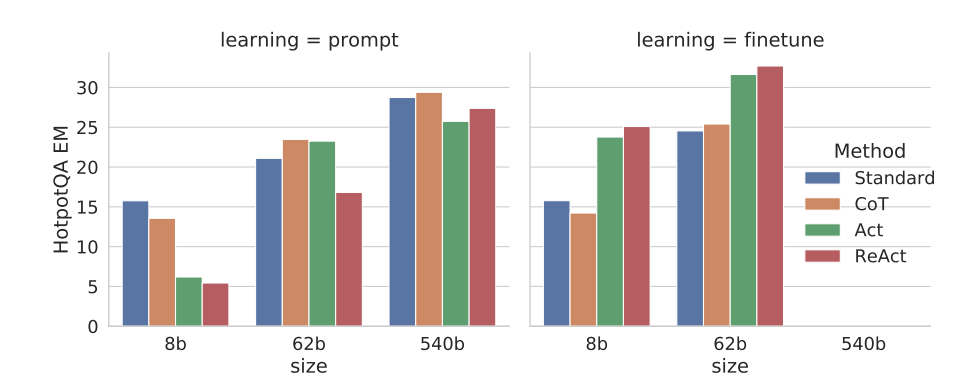 learning = prompt
learning = finetune
HotpotQA EM
30
25
20
15
10
5
0
8b
62b
540b
size
8b
62b
540b
size
Method
Standard
CoT
Act
ReAct